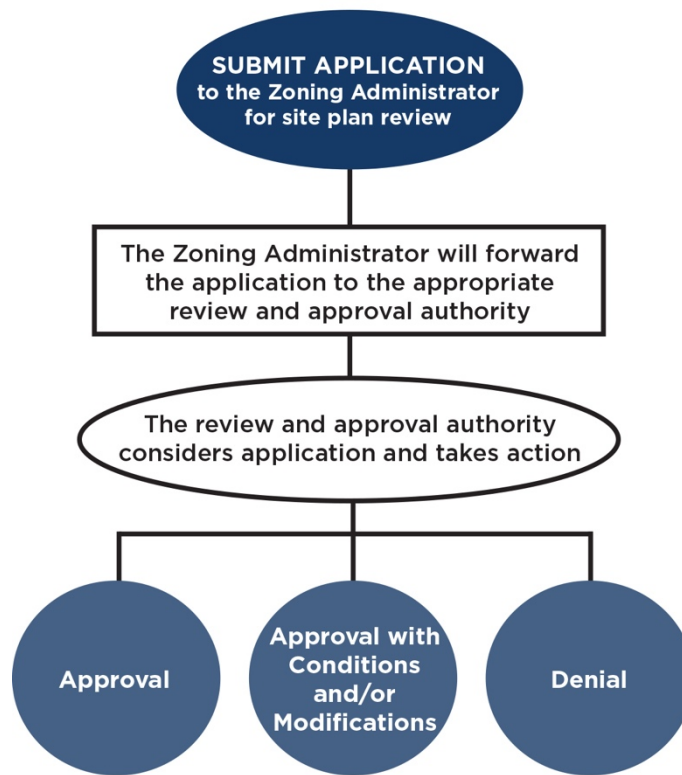 SUBMIT APPLICATION
to the Zoning Administrator
for site plan review
The Zoning Administrator will forward
the application to the appropriate
review and approval authority
The review and approval authority
considers application and takes action
Approval
Approval with
Conditions
and/or
Modifications
Denial